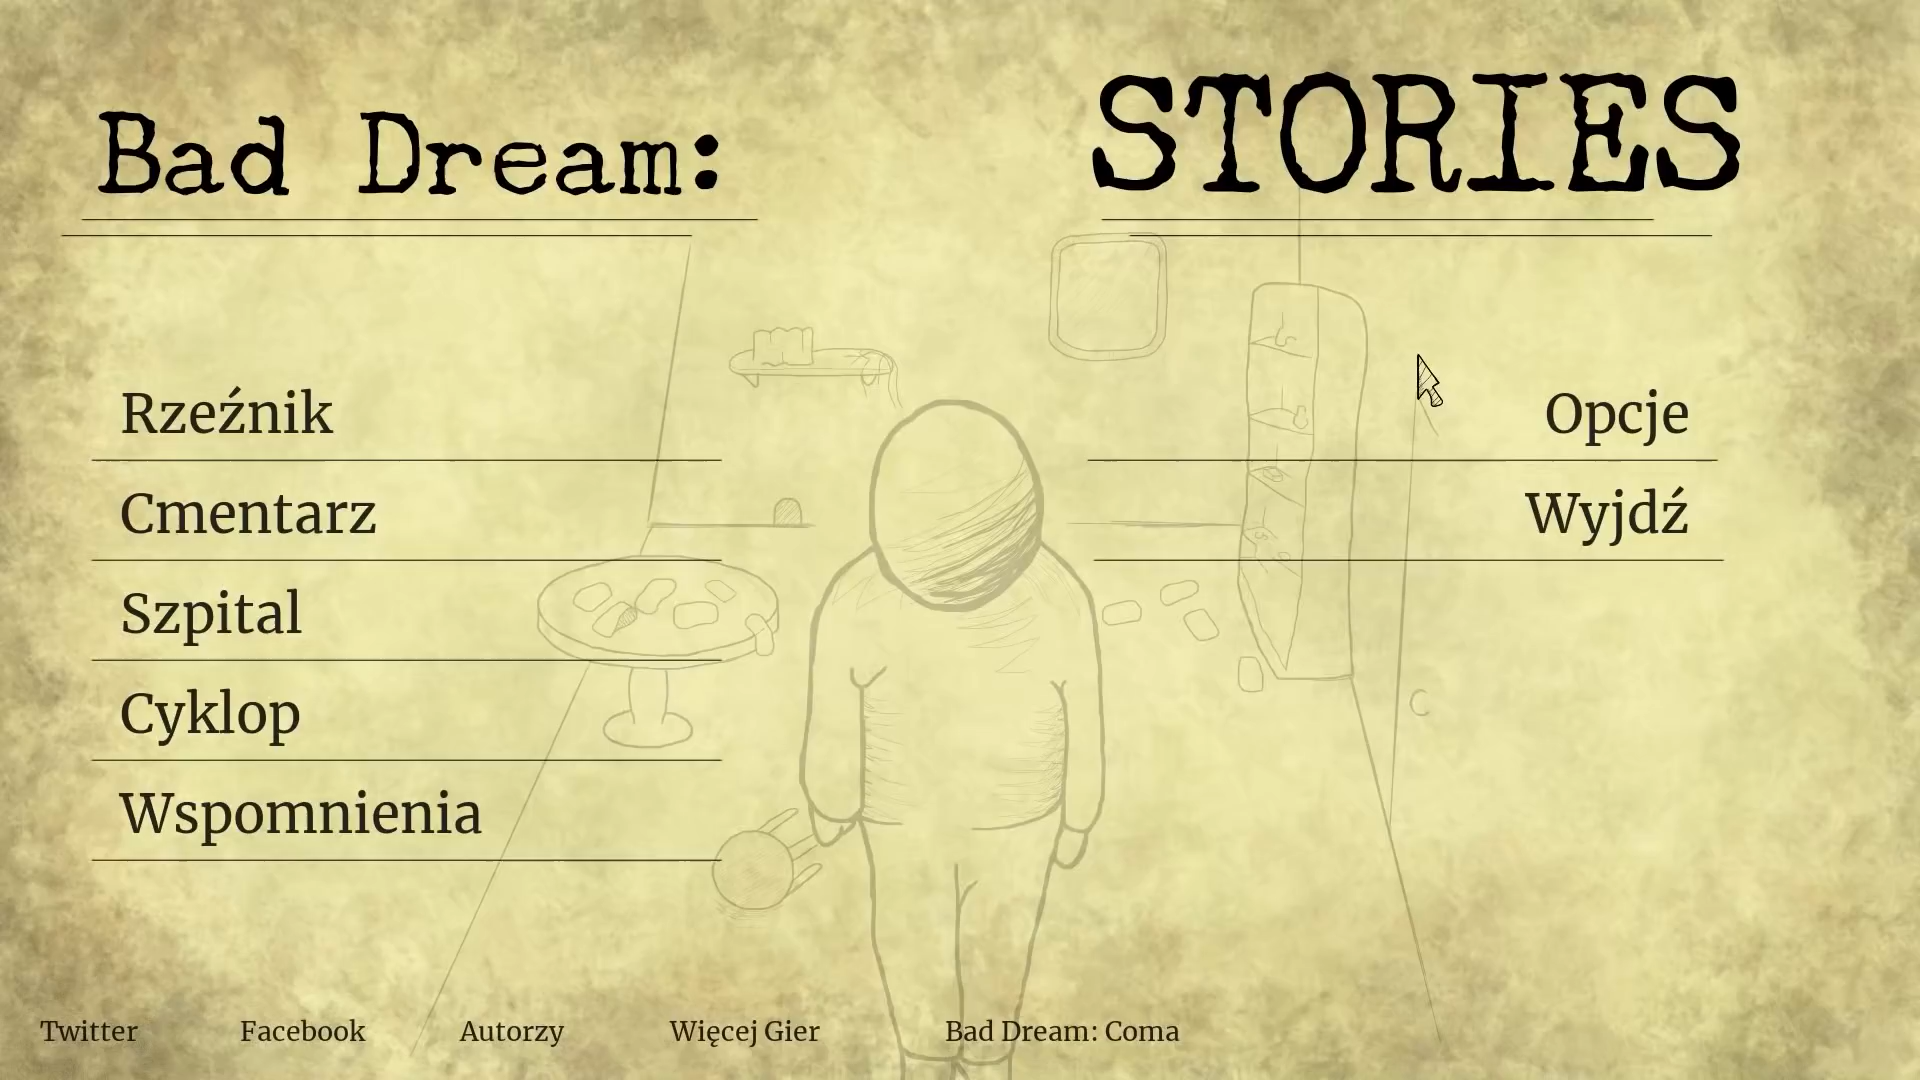 Bad Dream: STORIES
Rzeźnik
Cmentarz
Szpital
Cyklop
Wspomnienia
Opcje
Wyjdź
Twitter Facebook Autorzy Więcej Gier Bad Dream: Coma